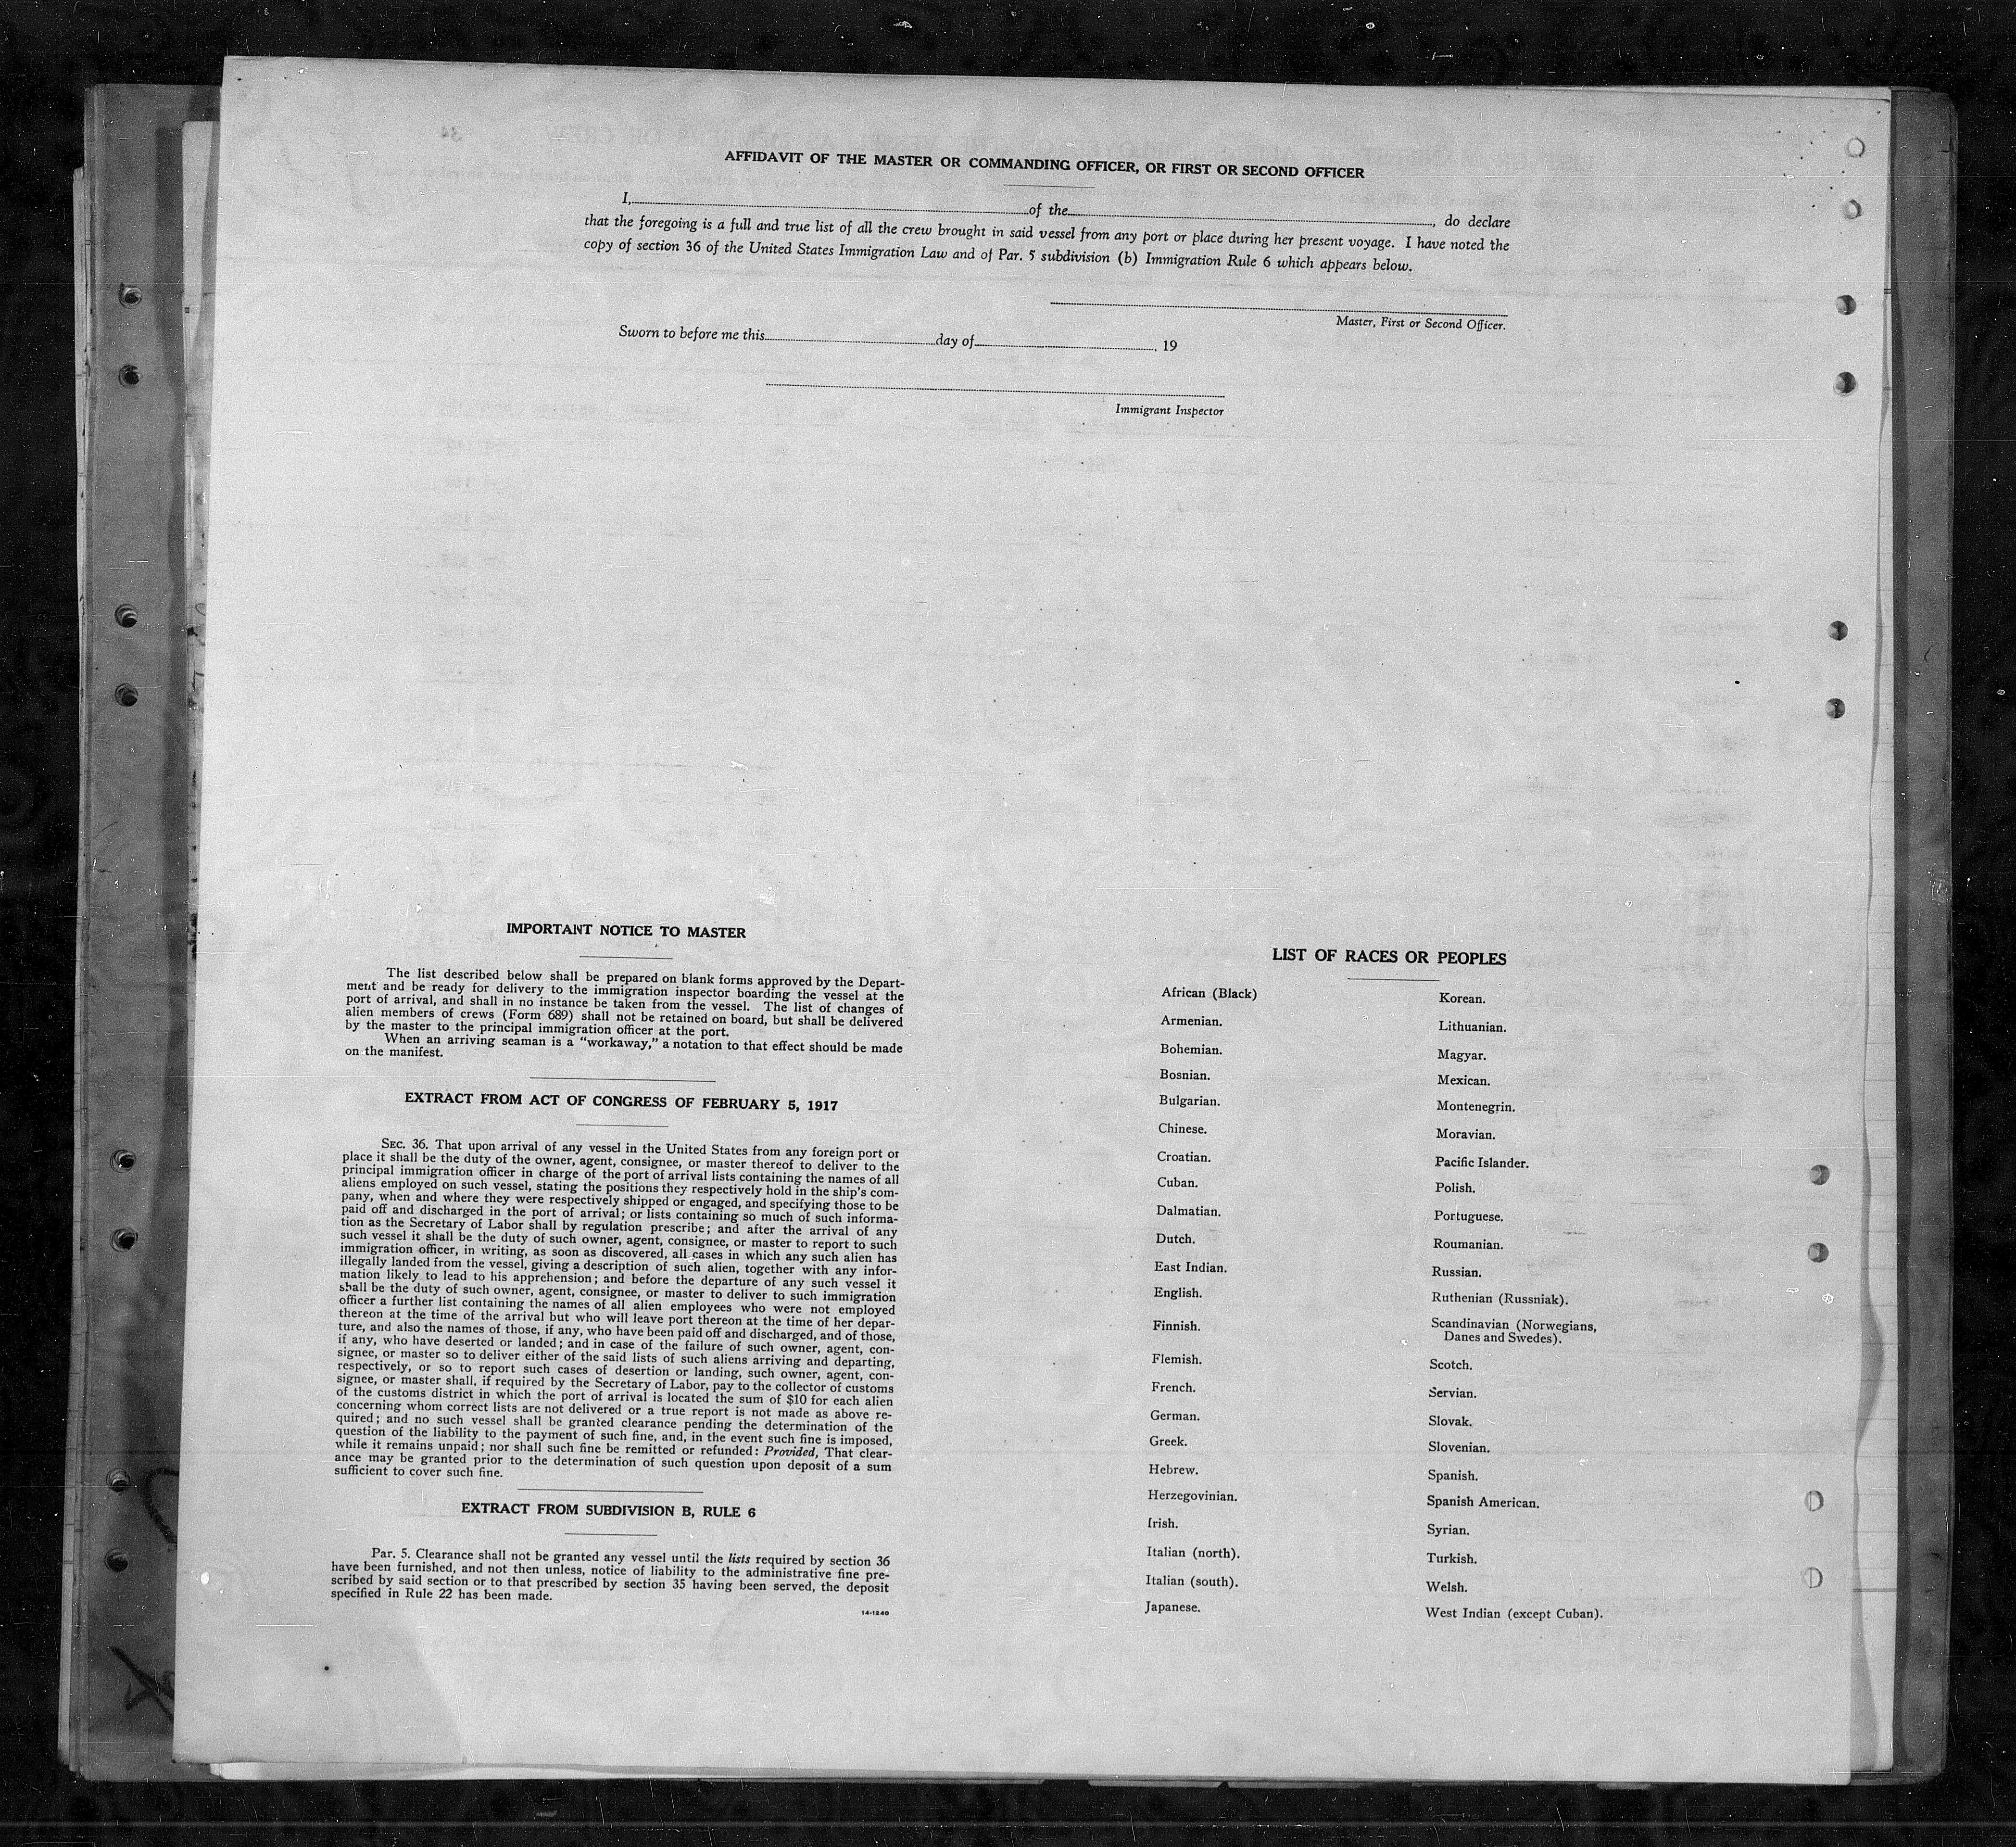 AFFIDAVIT OF THE MASTER OR COMMANDING OFFICER, OR FIRST OR SECOND OFFICER
I, of the , do declare
that the foregoing is a full and true list of all the crew brought in said vessel from any port or place during her present voyage. I have noted the
copy of section 36 of the United States Immigration Law and of Par. 5 subdivision (b) Immigration Rule 6 which appears below.
Master, First or Second Officer.
Sworn to before me this day of , 19
Immigrant Inspector
IMPORTANT NOTICE TO MASTER
The list described below shall be prepared on blank forms approved by the Depart-
ment and be ready for delivery to the immigration inspector boarding the vessel at the
port of arrival, and shall in no instance be taken from the vessel. The list of changes of
alien members of crews (Form 689) shall not be retained on board, but shall be delivered
by the master to the principal immigration officer at the port.
When an arriving seaman is a "workaway," a notation to that effect should be made
on the manifest.
EXTRACT FROM ACT OF CONGRESS OF FEBRUARY 5, 1917
SEC. 36. That upon arrival of any vessel in the United States from any foreign port or
place it shall be the duty of the owner, agent, consignee, or master thereof to deliver to the
principal immigration officer in charge of the port of arrival lists containing the names of all
aliens employed on such vessel, stating the positions they respectively hold in the ship's com-
pany, when and where they were respectively shipped or engaged, and specifying those to be
paid off and discharged in the port of arrival; or lists containing so much of such informa-
tion as the Secretary of Labor shall by regulation prescribe; and after the arrival of any
such vessel it shall be the duty of such owner, agent, consignee, or master to report to such
immigration officer, in writing, as soon as discovered, all cases in which any such alien has
illegally landed from the vessel, giving a description of such alien, together with any infor-
mation likely to lead to his apprehension; and before the departure of any such vessel it
shall be the duty of such owner, agent, consignee, or master to deliver to such immigration
officer a further list containing the names of all alien employees who were not employed
thereon at the time of the arrival but who will leave port thereon at the time of her depar-
ture, and also the names of those, if any, who have been paid off and discharged, and of those,
if any, who have deserted or landed; and in case of the failure of such owner, agent, con-
signee, or master so to deliver either of the said lists of such aliens arriving and departing,
respectively, or so to report such cases of desertion or landing, such owner, agent, con-
signee, or master shall, if required by the Secretary of Labor, pay to the collector of customs
of the customs district in which the port of arrival is located the sum of $10 for each alien
concerning whom correct lists are not delivered or a true report is not made as above re-
quired; and no such vessel shall be granted clearance pending the determination of the
question of the liability to the payment of such fine, and, in the event such fine is imposed,
while it remains unpaid; nor shall such fine be remitted or refunded: Provided, That clear-
ance may be granted prior to the determination of such question upon deposit of a sum
sufficient to cover such fine.
EXTRACT FROM SUBDIVISION B, RULE 6
Par. 5. Clearance shall not be granted any vessel until the lists required by section 36
have been furnished, and not then unless, notice of liability to the administrative fine pre-
scribed by said section or to that prescribed by section 35 having been served, the deposit
specified in Rule 22 has been made.
14-1240
LIST OF RACES OR PEOPLES
African (Black)
Armenian.
Bohemian.
Bosnian.
Bulgarian.
Chinese.
Croatian.
Cuban.
Dalmatian.
Dutch.
East Indian.
English.
Finnish.
Flemish.
French.
German.
Greek.
Hebrew.
Herzegovinian.
Irish.
Italian (north).
Italian (south).
Japanese.
Korean.
Lithuanian.
Magyar.
Mexican.
Montenegrin.
Moravian.
Pacific Islander.
Polish.
Portuguese.
Roumanian.
Russian.
Ruthenian (Russniak).
Scandinavian (Norwegians,
Danes and Swedes).
Scotch.
Servian.
Slovak.
Slovenian.
Spanish.
Spanish American.
Syrian.
Turkish.
Welsh.
West Indian (except Cuban).